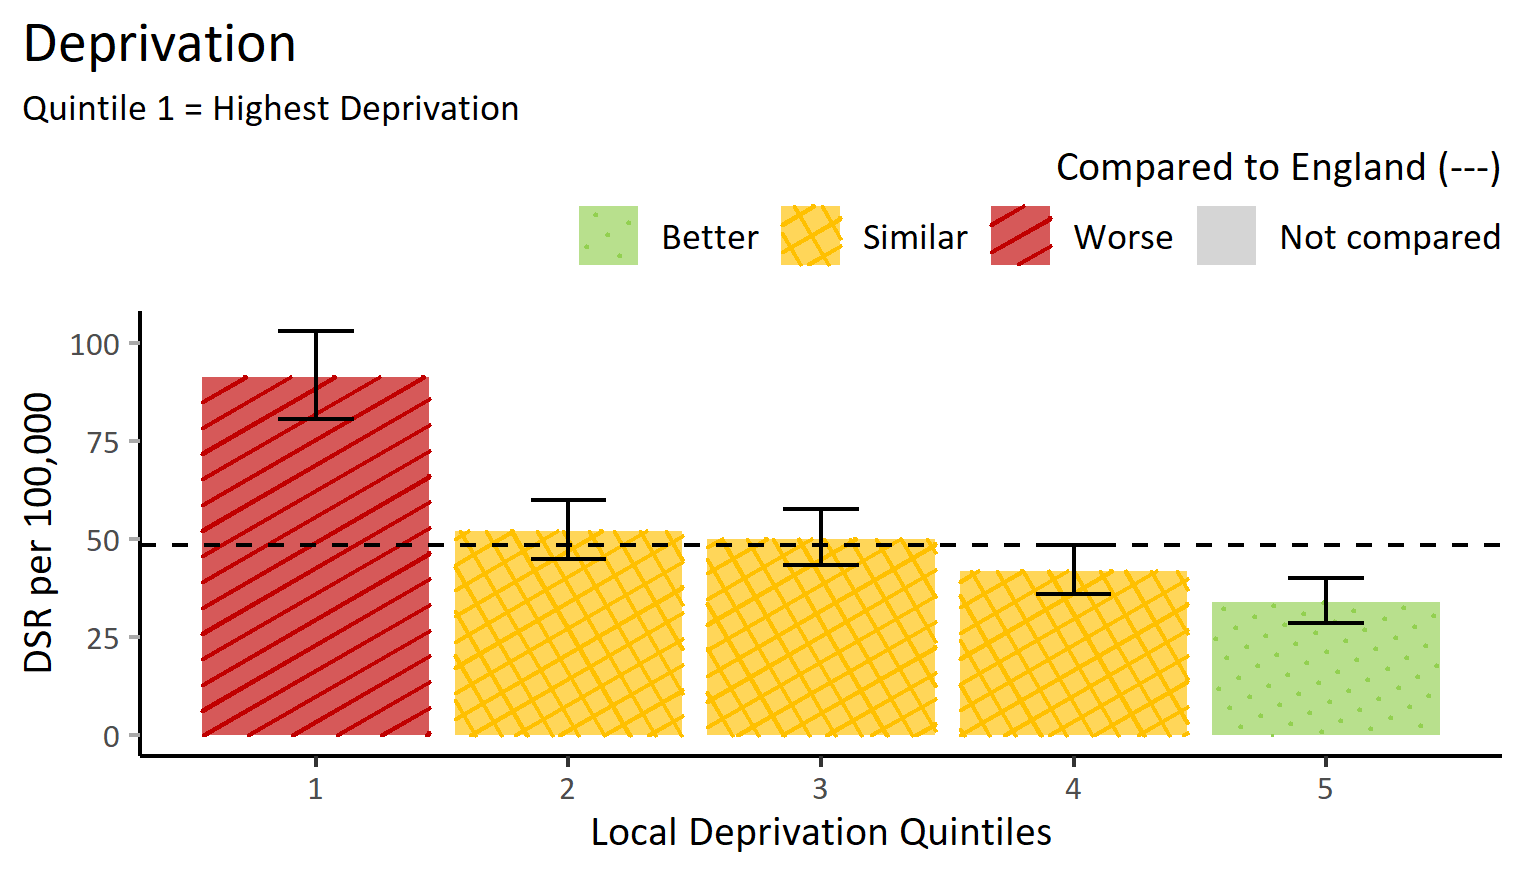 Deprivation
Quintile 1 = Highest Deprivation
Compared to England (---)
Better Similar Worse Not compared
DSR per 100,000
100
75
50
25
0
1 2 3 4 5
Local Deprivation Quintiles